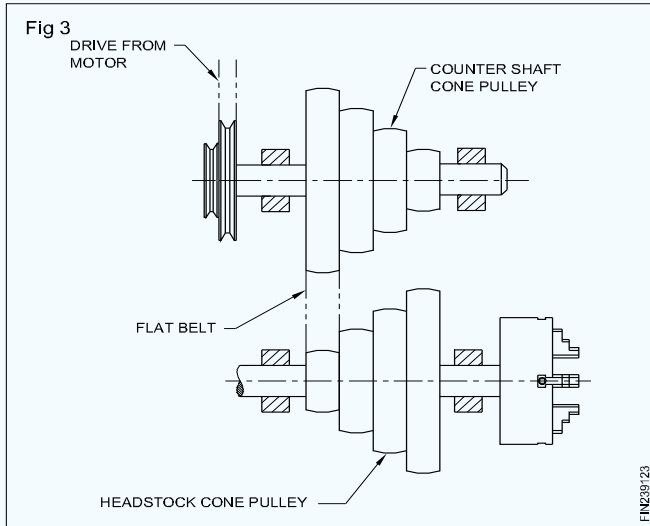 Fig 3
DRIVE FROM
MOTOR
COUNTER SHAFT
CONE PULLEY
FLAT BELT
HEADSTOCK CONE PULLEY
FIN239123